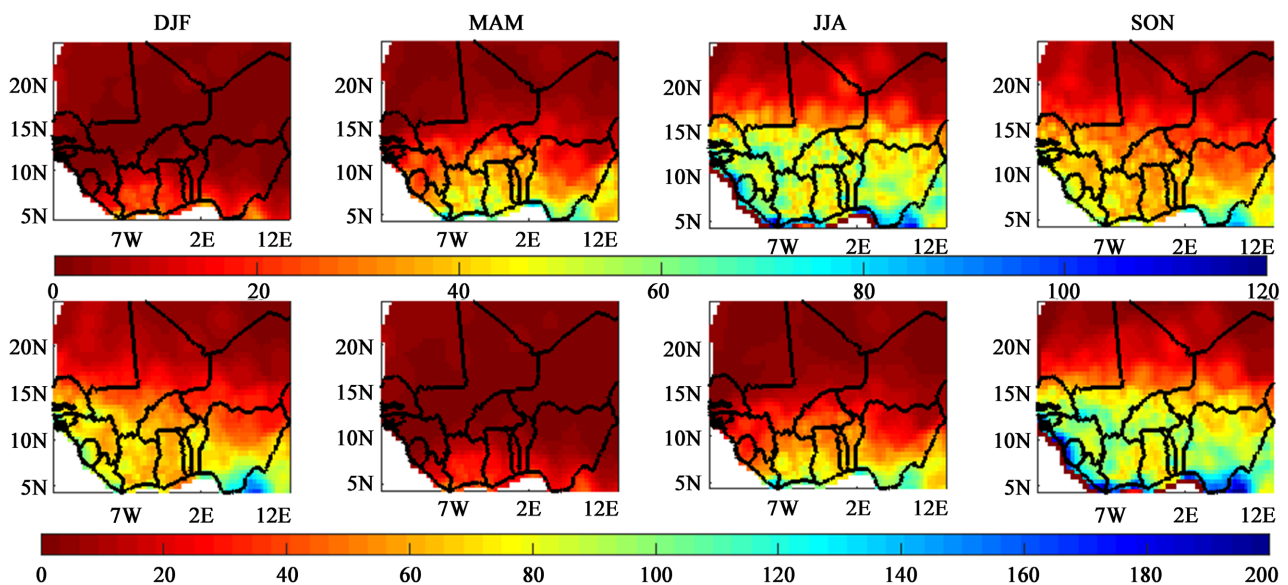 DJF MAM JJA SON
20N 20N 20N 20N
15N 15N 15N 15N
10N 10N 10N 10N
5N 5N 5N 5N
7W 2E 12E 7W 2E 12E 7W 2E 12E 7W 2E 12E
0 20 40 60 80 100 120
20N 20N 20N 20N
15N 15N 15N 15N
10N 10N 10N 10N
5N 5N 5N 5N
7W 2E 12E 7W 2E 12E 7W 2E 12E 7W 2E 12E
0 20 40 60 80 100 120 140 160 180 200